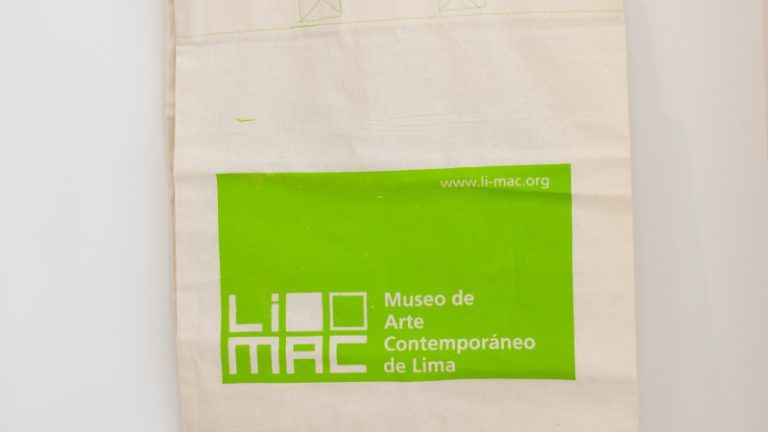 www.li-mac.org
Li
MAC
Museo de
Arte
Contemporáneo
de Lima